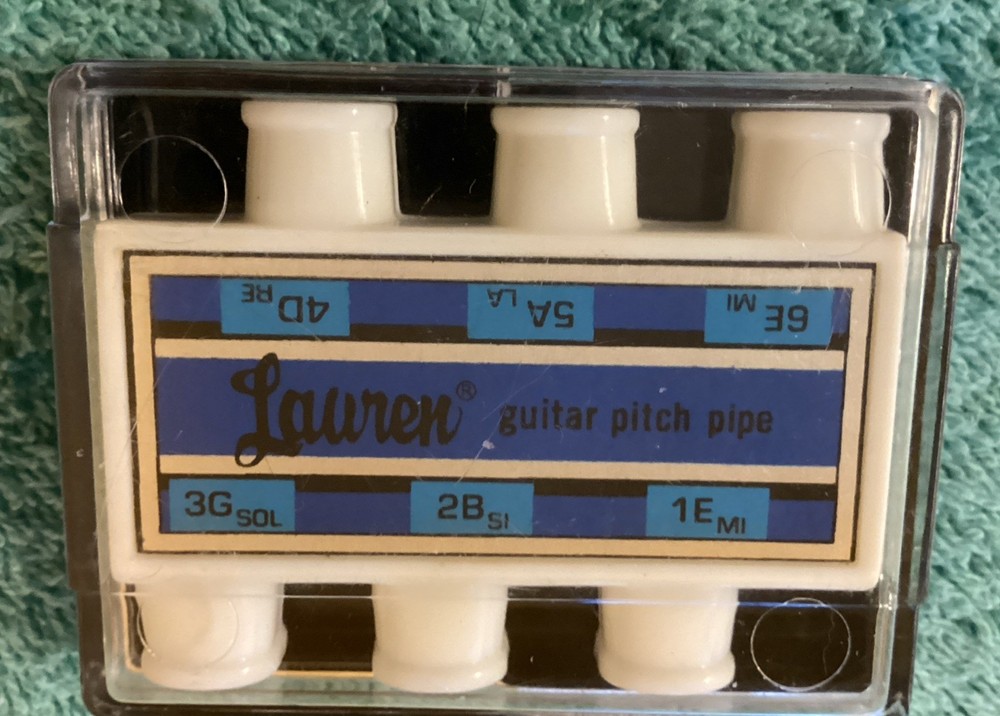 4D RE 5A LA 6E MI
Lauren® guitar pitch pipe
3G SOL 2B SI 1E MI